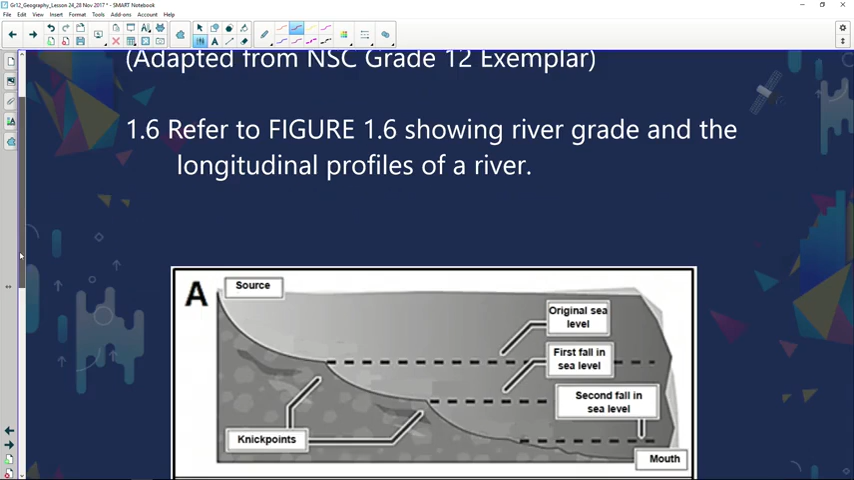 Gr12_Geography_Lesson 24_28 Nov 2017 * - SMART Notebook
File Edit View Insert Format Tools Add-ons Account Help
(Adapted from NSC Grade 12 Exemplar)
1.6 Refer to FIGURE 1.6 showing river grade and the
longitudinal profiles of a river.
A
Source
Original sea
level
First fall in
sea level
Second fall in
sea level
Knickpoints
Mouth